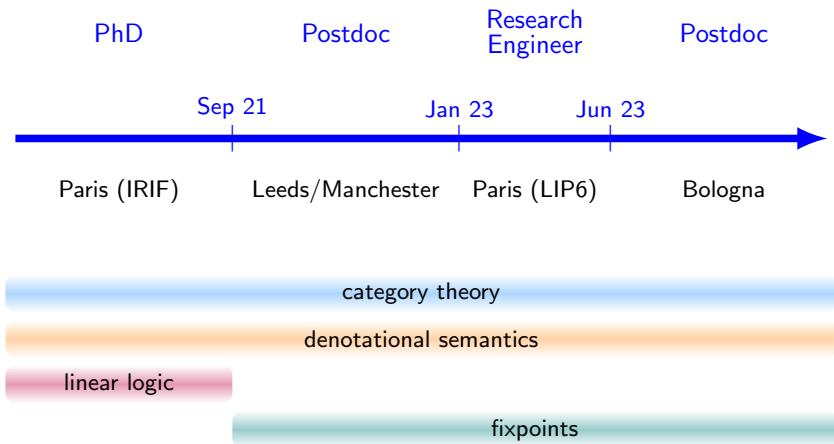 PhD
Postdoc
Research
Engineer
Postdoc
Sep 21
Jan 23
Jun 23
Paris (IRIF)
Leeds/Manchester
Paris (LIP6)
Bologna
category theory
denotational semantics
linear logic
fixpoints